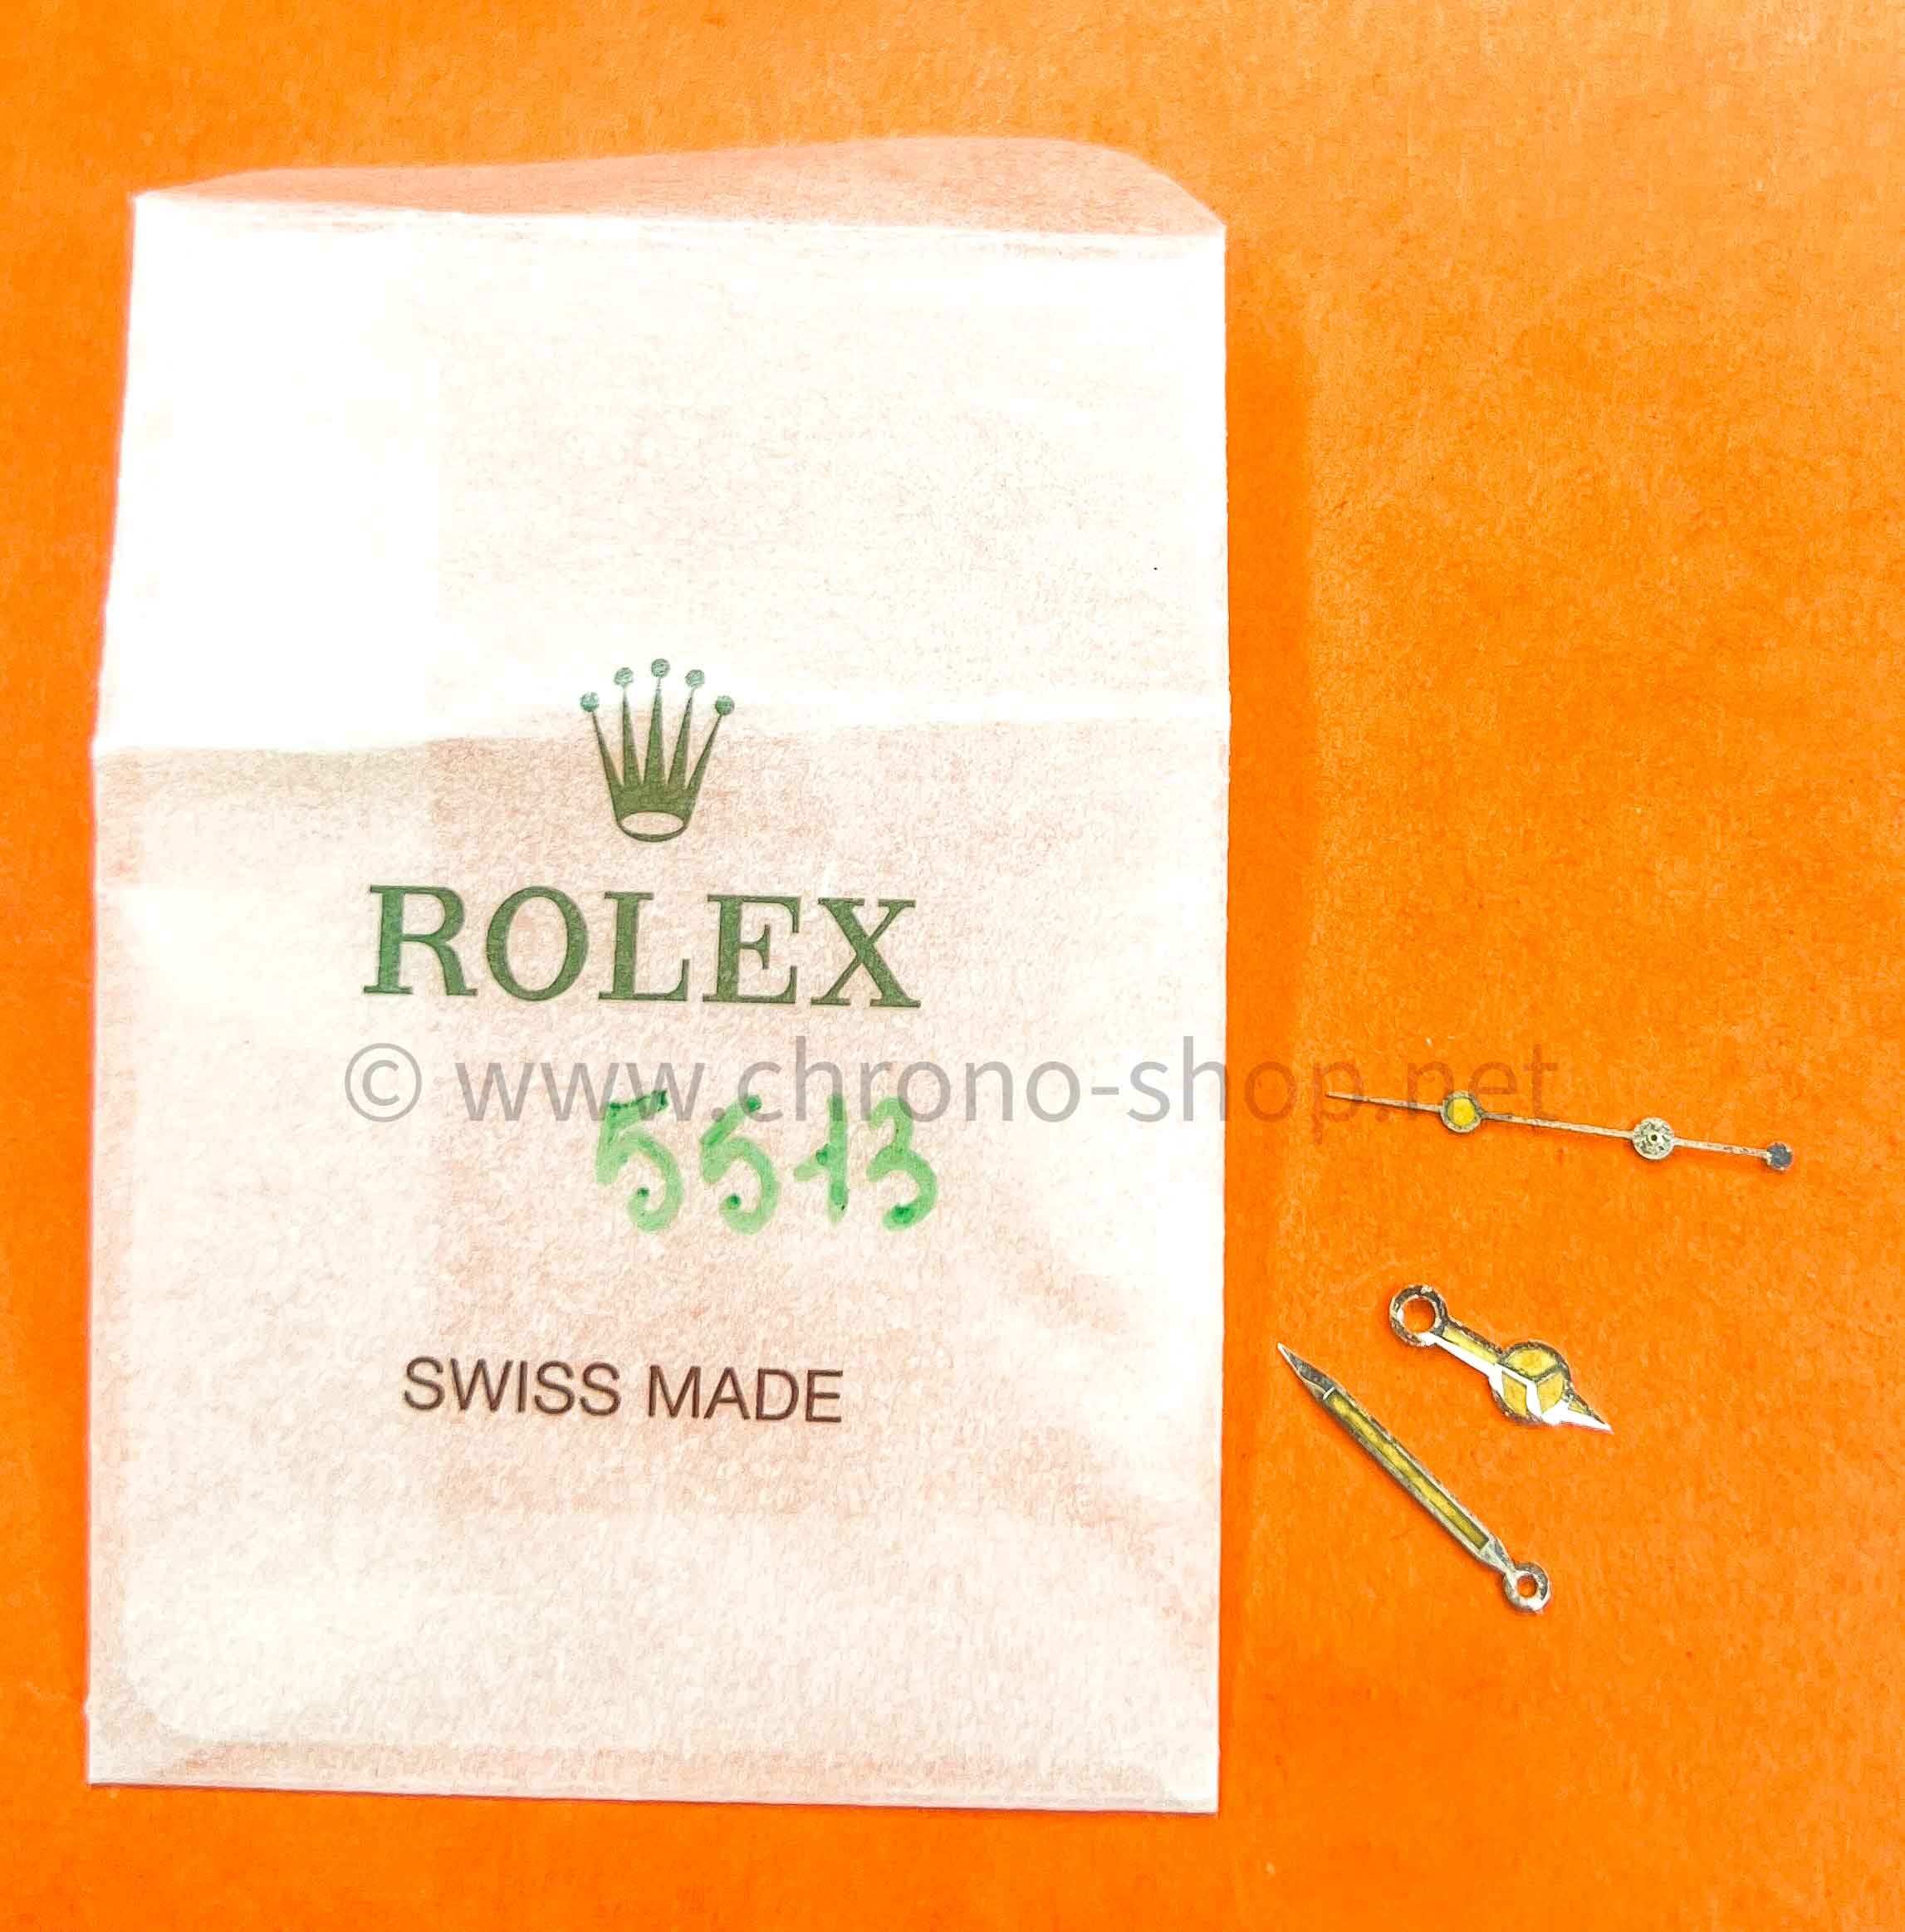 ROLEX
© www.chrono-shop.net
5513
SWISS MADE